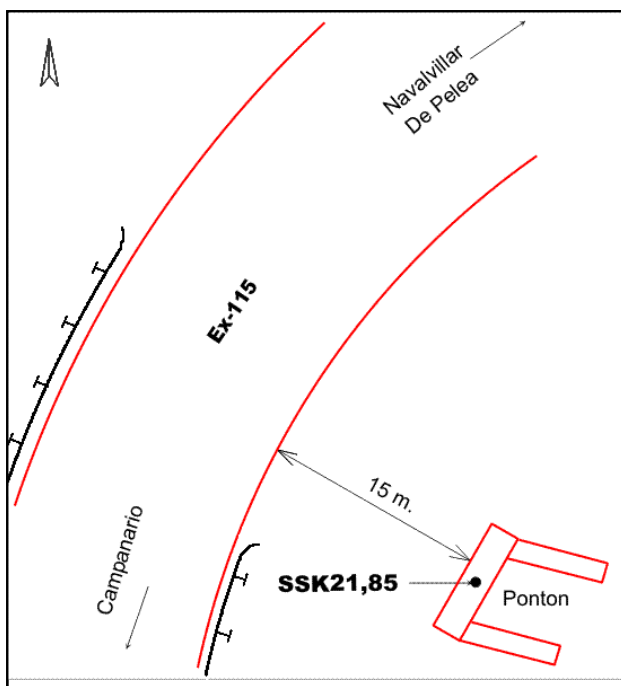 Navalvillar
De Pelea
Ex-115
15 m.
Campanario
SSK21,85
Ponton